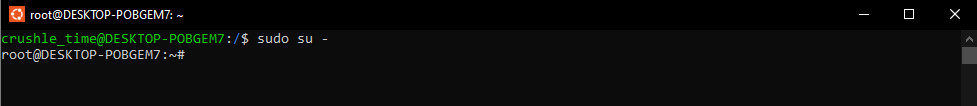 root@DESKTOP-POBGEM7: ~
crushle_time@DESKTOP-POBGEM7:/$ sudo su -
root@DESKTOP-POBGEM7:~#